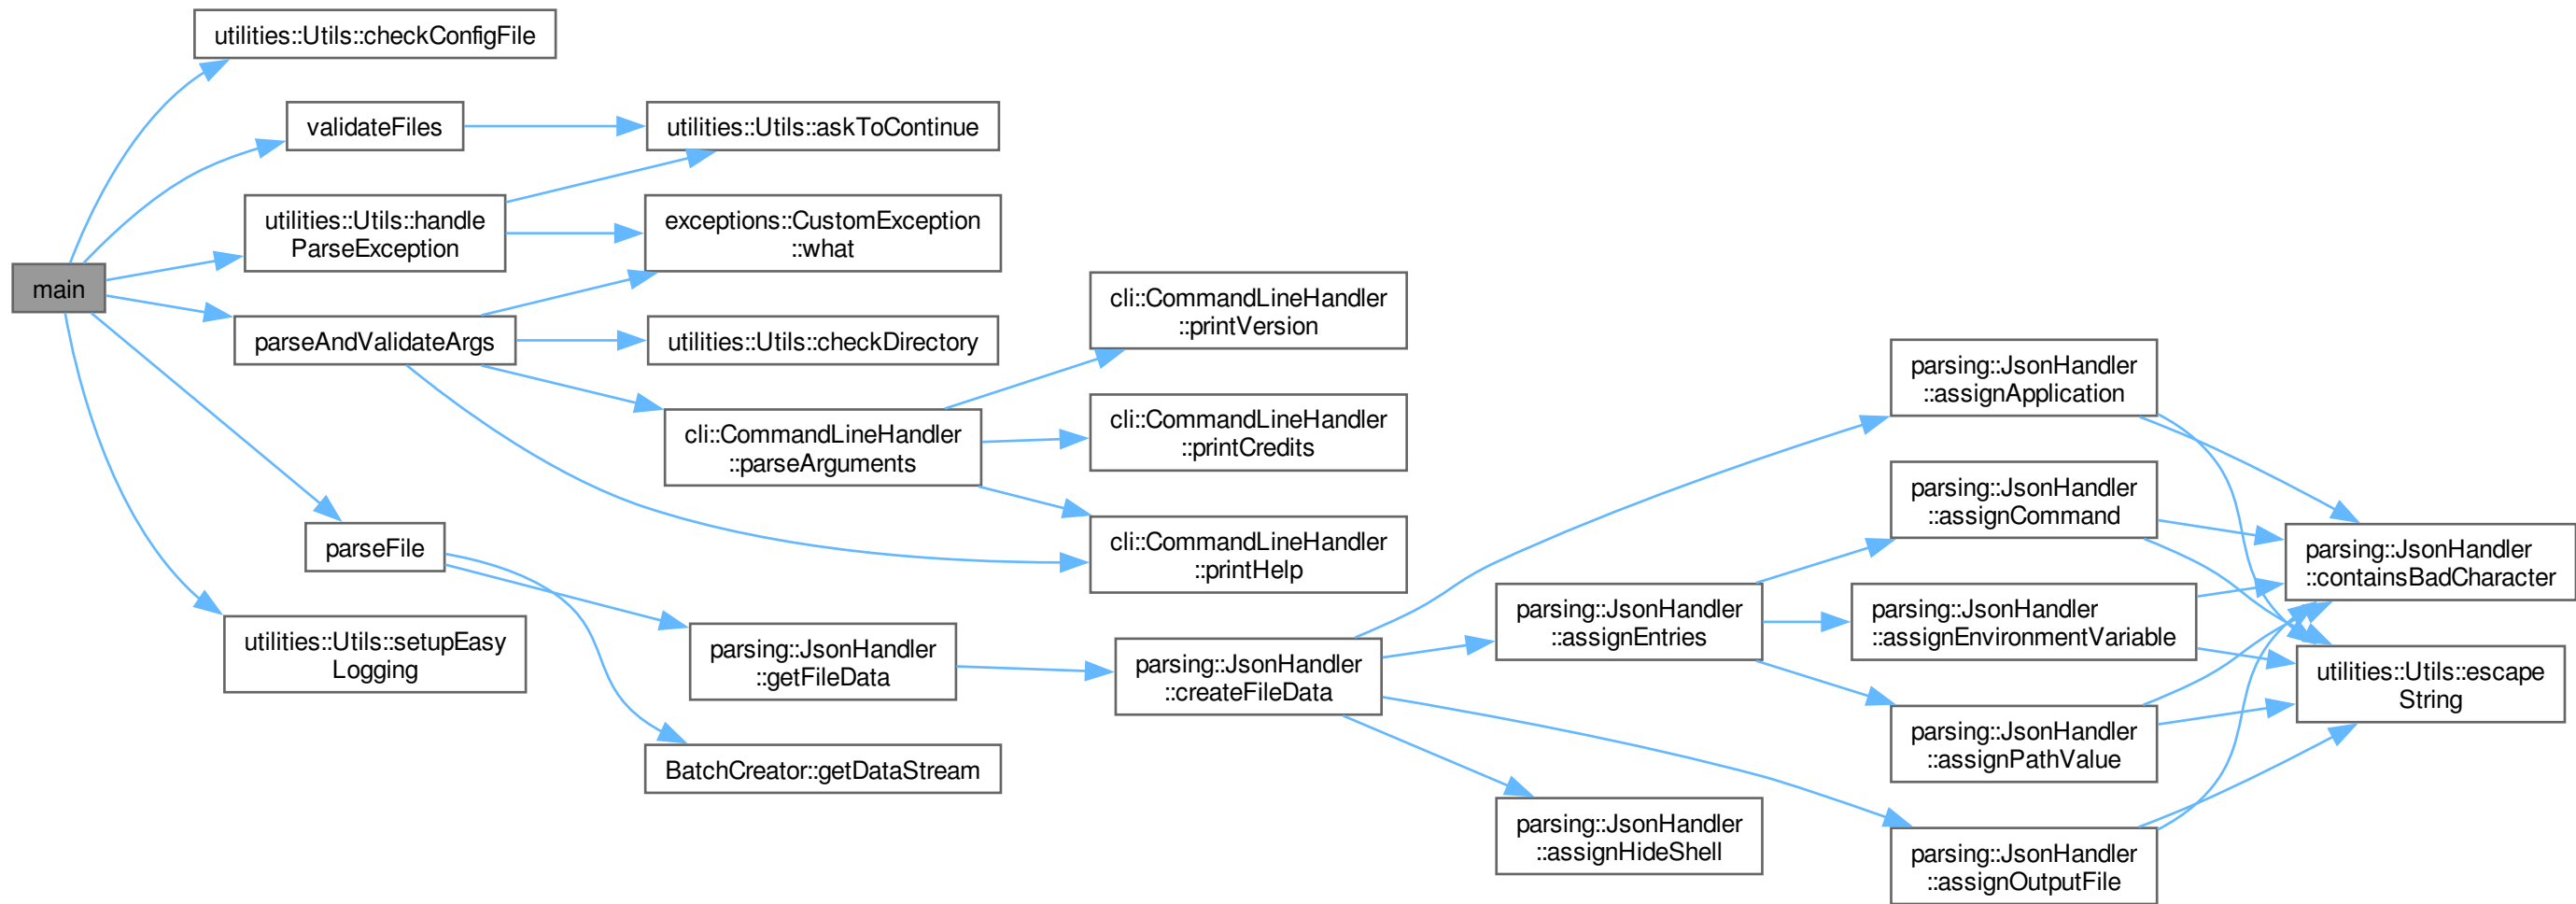 main
utilities::Utils::checkConfigFile
validateFiles
utilities::Utils::handle
ParseException
parseAndValidateArgs
parseFile
utilities::Utils::setupEasy
Logging
utilities::Utils::askToContinue
exceptions::CustomException
::what
utilities::Utils::checkDirectory
cli::CommandLineHandler
::parseArguments
parsing::JsonHandler
::getFileData
BatchCreator::getDataStream
cli::CommandLineHandler
::printVersion
cli::CommandLineHandler
::printCredits
cli::CommandLineHandler
::printHelp
parsing::JsonHandler
::createFileData
parsing::JsonHandler
::assignEntries
parsing::JsonHandler
::assignHideShell
parsing::JsonHandler
::assignApplication
parsing::JsonHandler
::assignCommand
parsing::JsonHandler
::assignEnvironmentVariable
parsing::JsonHandler
::assignPathValue
parsing::JsonHandler
::assignOutputFile
parsing::JsonHandler
::containsBadCharacter
utilities::Utils::escape
String